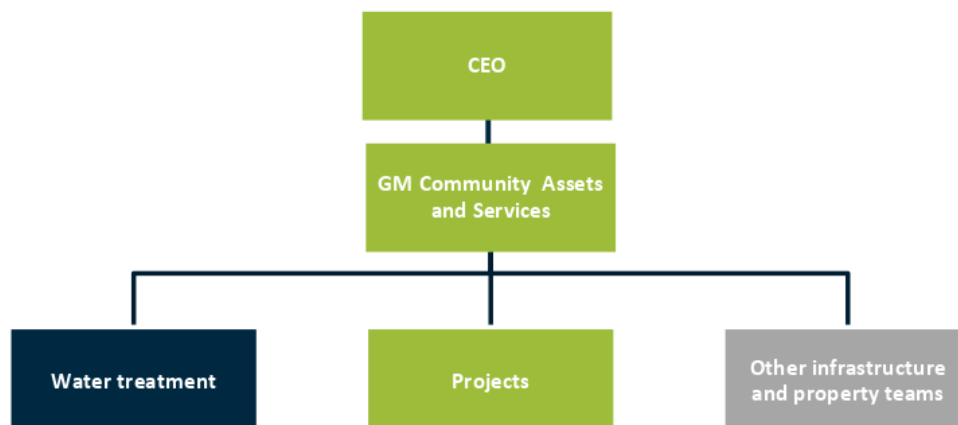 CEO
GM Community Assets
and Services
Water treatment
Projects
Other infrastructure
and property teams